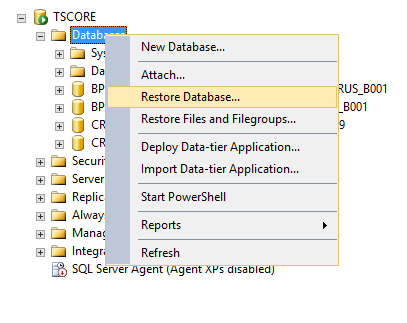 TSCORE
Databases
New Database...
Sys
Attach...
Da
Restore Database...
BP
RUS_B001
Restore Files and Filegroups...
BP
_B001
CR
9
Deploy Data-tier Application...
CR
Import Data-tier Application...
Securit
Server
Start PowerShell
Replica
Always
Reports
Manag
Integra
Refresh
SQL Server Agent (Agent XPs disabled)